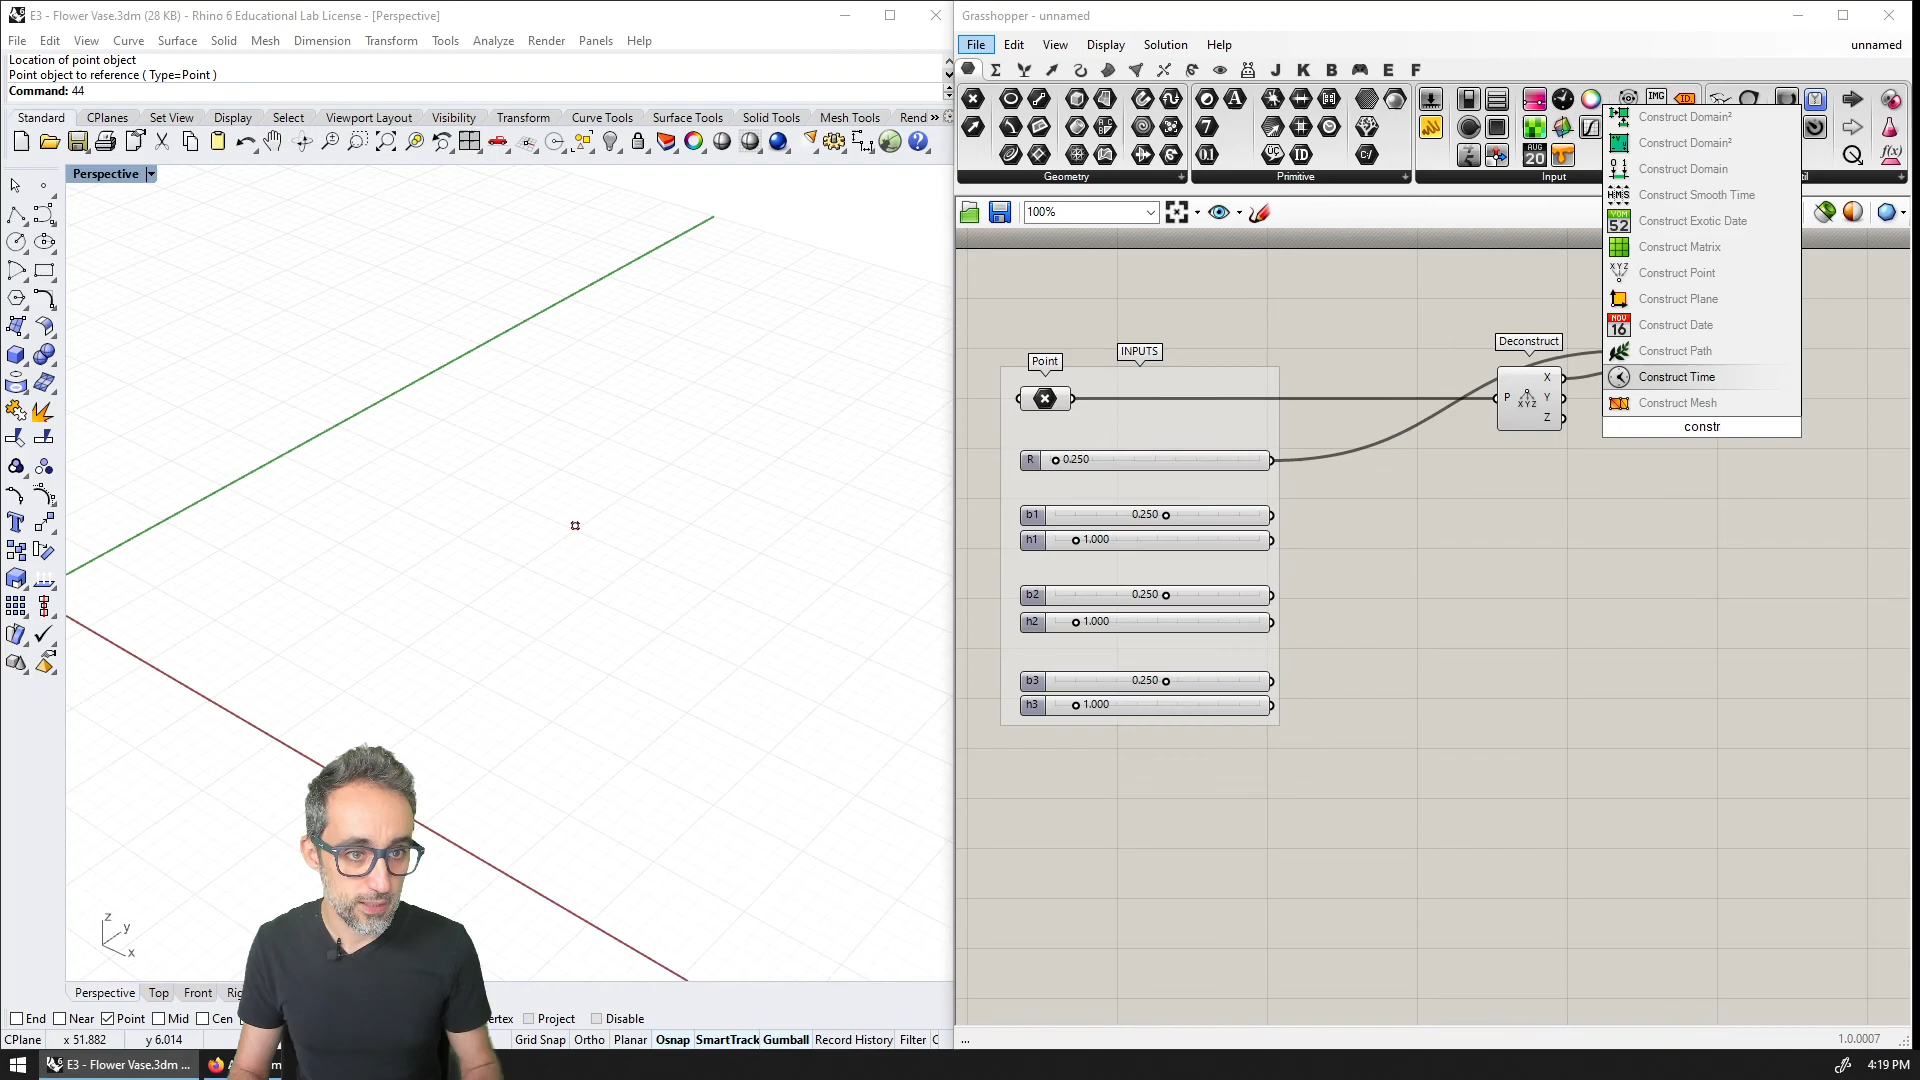 E3 - Flower Vase.3dm (28 KB) - Rhino 6 Educational Lab License - [Perspective]
File Edit View Curve Surface Solid Mesh Dimension Transform Tools Analyze Render Panels Help
Location of point object
Point object to reference ( Type=Point )
Command: 44
Standard CPlanes Set View Display Select Viewport Layout Visibility Transform Curve Tools Surface Tools Solid Tools Mesh Tools Rend »
Perspective
z
y
x
Perspective Top Front
End Near Point Mid Cen Project Disable
CPlane x 51.882 y 6.014 Grid Snap Ortho Planar Osnap SmartTrack Gumball Record History Filter
E3 - Flower Vase.3dm ...
Grasshopper - unnamed
File Edit View Display Solution Help unnamed
J K B E F
Geometry Primitive Input
100%
Construct Domain²
Construct Domain²
Construct Domain
Construct Smooth Time
Construct Exotic Date
Construct Matrix
Construct Point
Construct Plane
Construct Date
Construct Path
Construct Time
Construct Mesh
constr
Deconstruct
P X Y Z
XYZ
Point
INPUTS
R 0.250
b1 0.250
h1 1.000
b2 0.250
h2 1.000
b3 0.250
h3 1.000
...
1.0.0007
4:19 PM